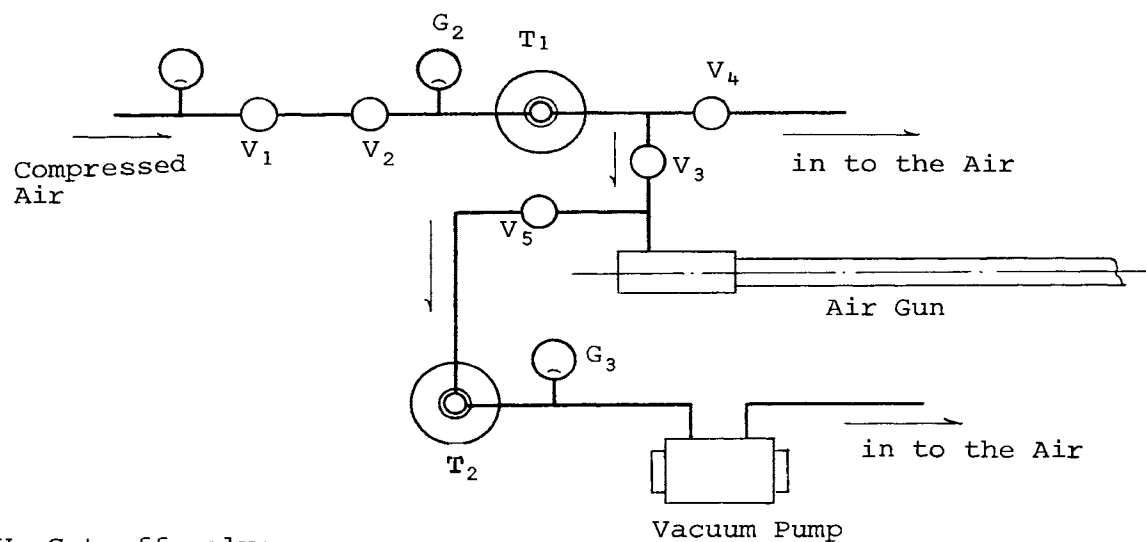 G2
T1
V4
V1
V2
Compressed
Air
V3
in to the Air
V5
Air Gun
G3
T2
in to the Air
Vacuum Pump